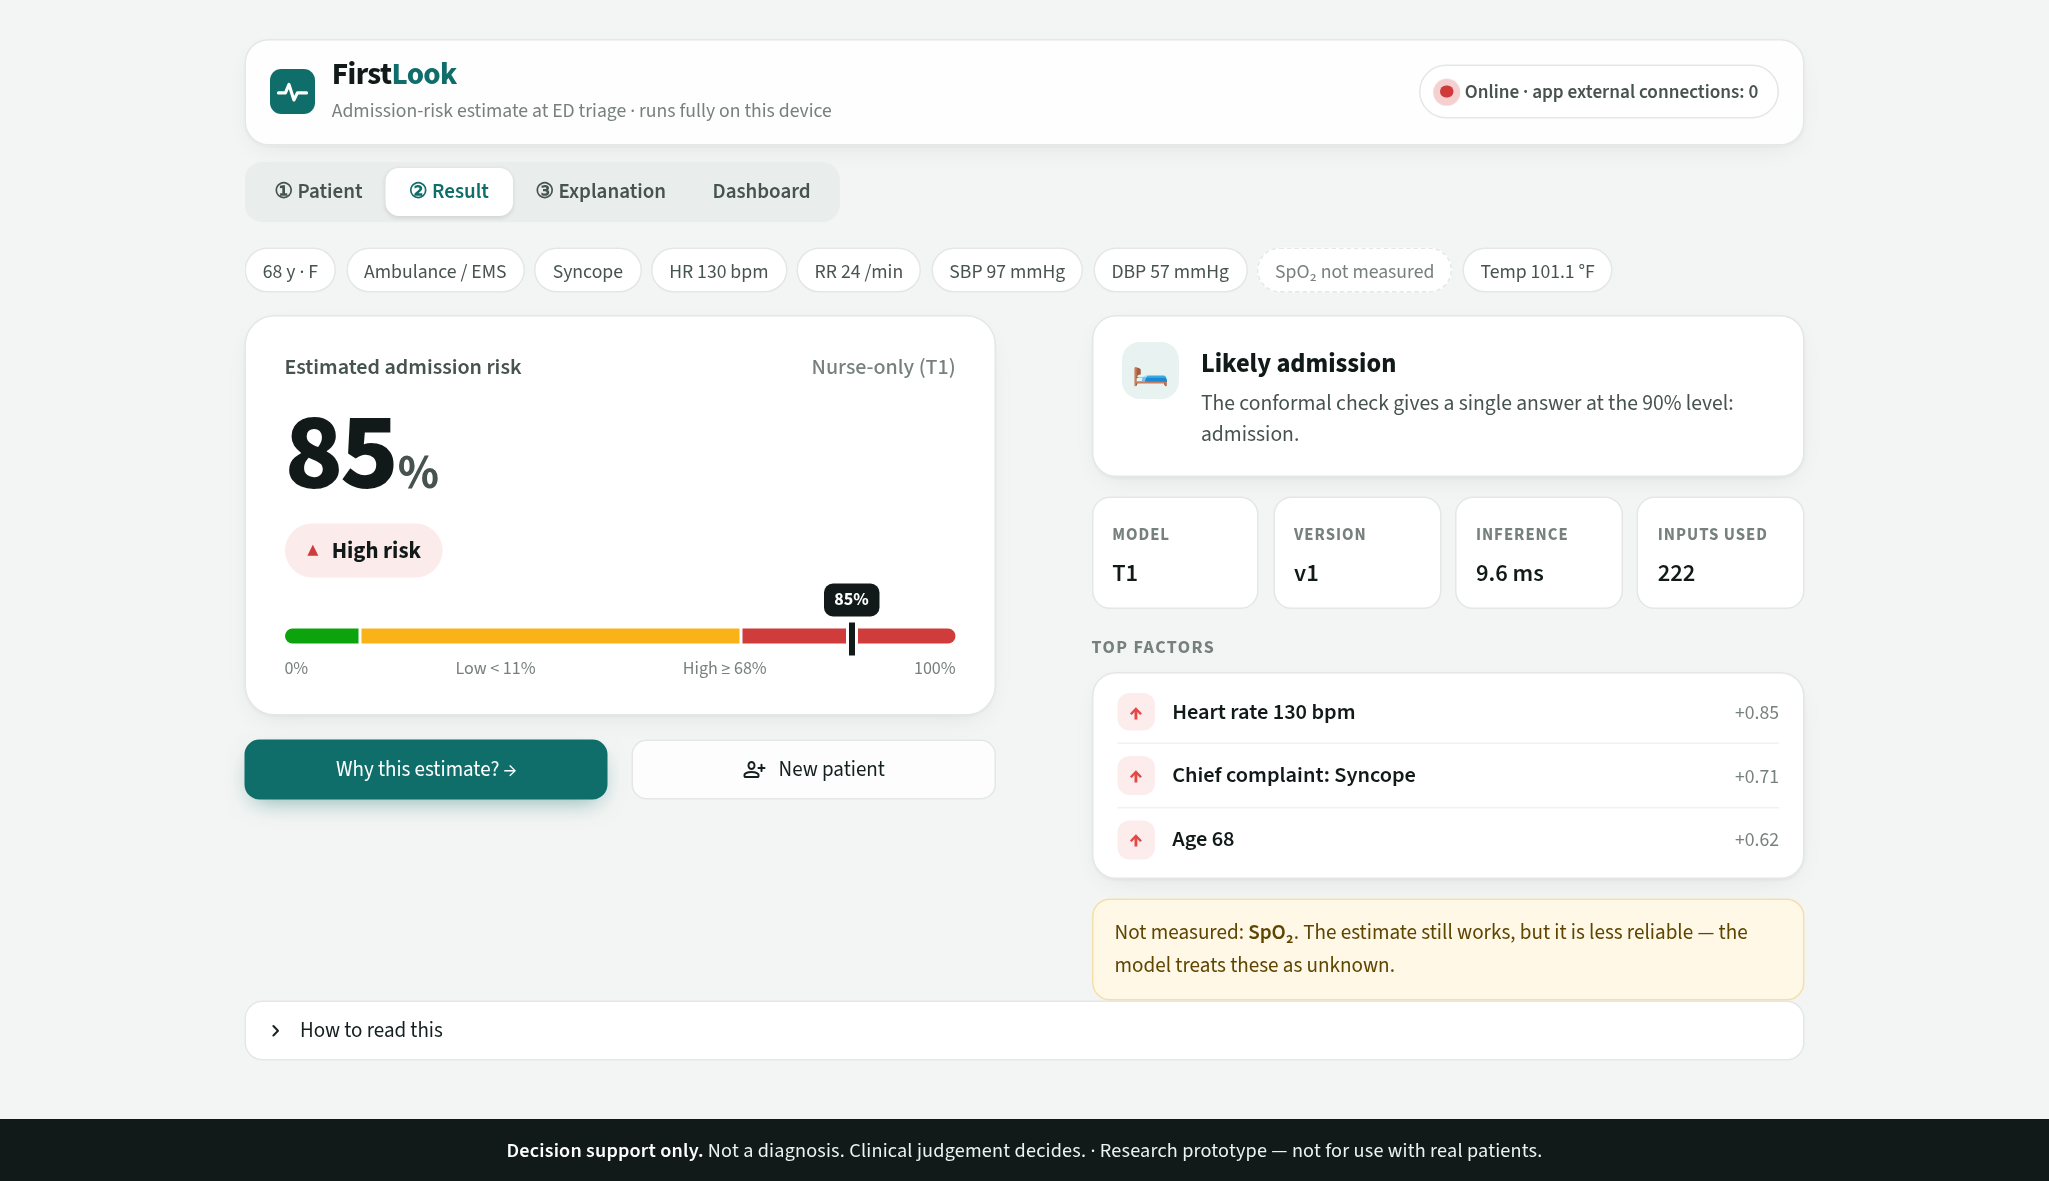 FirstLook
Admission-risk estimate at ED triage · runs fully on this device
Online · app external connections: 0
① Patient
② Result
③ Explanation
Dashboard
68 y · F
Ambulance / EMS
Syncope
HR 130 bpm
RR 24 /min
SBP 97 mmHg
DBP 57 mmHg
SpO₂ not measured
Temp 101.1 °F
Estimated admission risk
Nurse-only (T1)
85%
▲ High risk
85%
0%
Low < 11%
High ≥ 68%
100%
Why this estimate? →
New patient
Likely admission
The conformal check gives a single answer at the 90% level:
admission.
MODEL
T1
VERSION
v1
INFERENCE
9.6 ms
INPUTS USED
222
TOP FACTORS
Heart rate 130 bpm
+0.85
Chief complaint: Syncope
+0.71
Age 68
+0.62
Not measured: SpO₂. The estimate still works, but it is less reliable — the
model treats these as unknown.
How to read this
Decision support only. Not a diagnosis. Clinical judgement decides. · Research prototype — not for use with real patients.